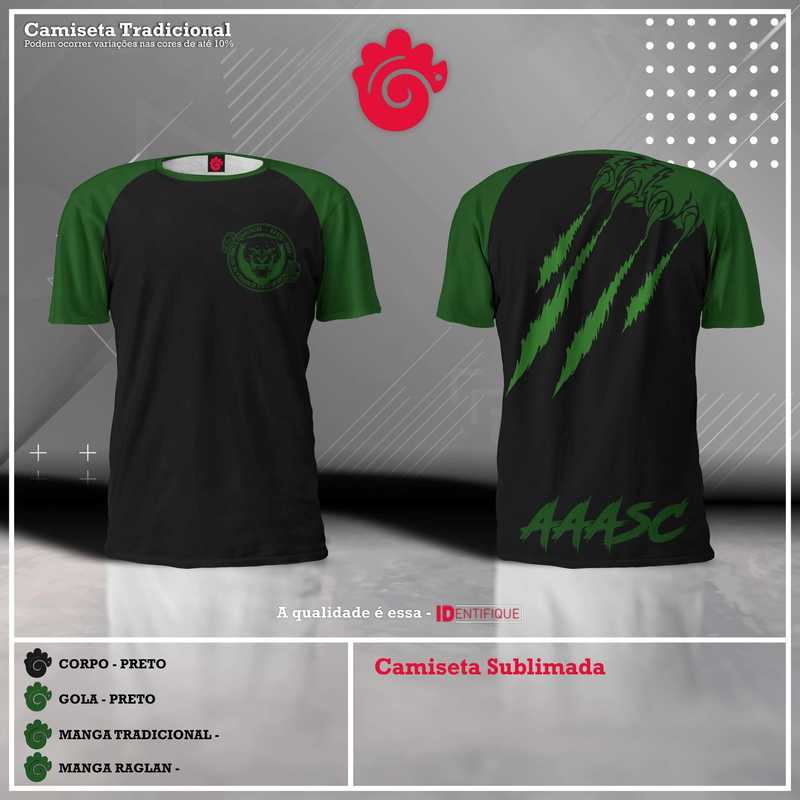 Camiseta Tradicional
Podem ocorrer variações nas cores de até 10%
AAASC
A qualidade é essa - IDENTIFIQUE
CORPO - PRETO
GOLA - PRETO
MANGA TRADICIONAL -
MANGA RAGLAN -
Camiseta Sublimada